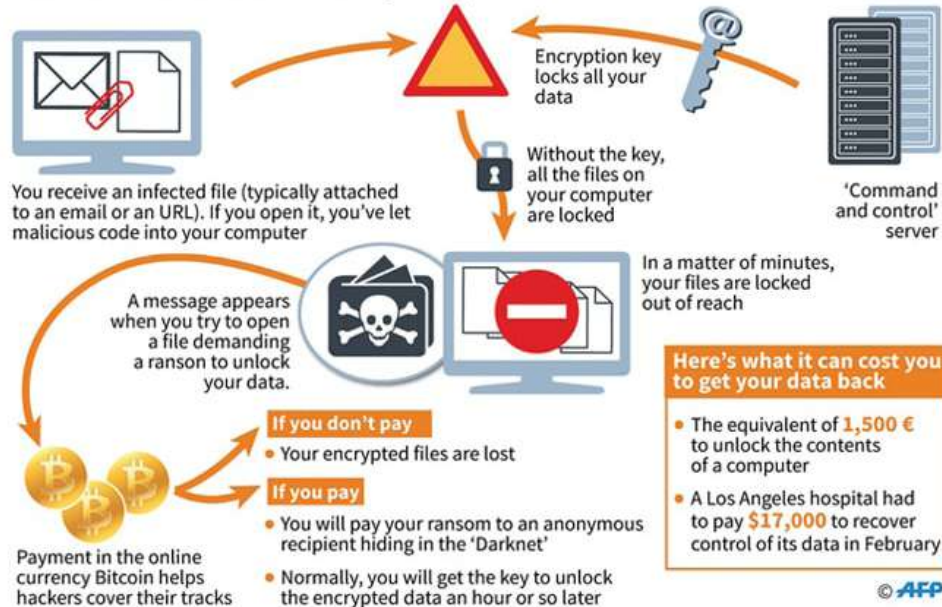 @
Encryption key
locks all your
data
You receive an infected file (typically attached
to an email or an URL). If you open it, you've let
malicious code into your computer
Without the key,
all the files on
your computer
are locked
'Command
and control'
server
A message appears
when you try to open
a file demanding
a ranson to unlock
your data.
In a matter of minutes,
your files are locked
out of reach
Payment in the online
currency Bitcoin helps
hackers cover their tracks
If you don't pay
• Your encrypted files are lost
If you pay
• You will pay your ransom to an anonymous
recipient hiding in the 'Darknet'
• Normally, you will get the key to unlock
the encrypted data an hour or so later
Here's what it can cost you
to get your data back
• The equivalent of 1,500 €
to unlock the contents
of a computer
• A Los Angeles hospital had
to pay $17,000 to recover
control of its data in February
© AFP